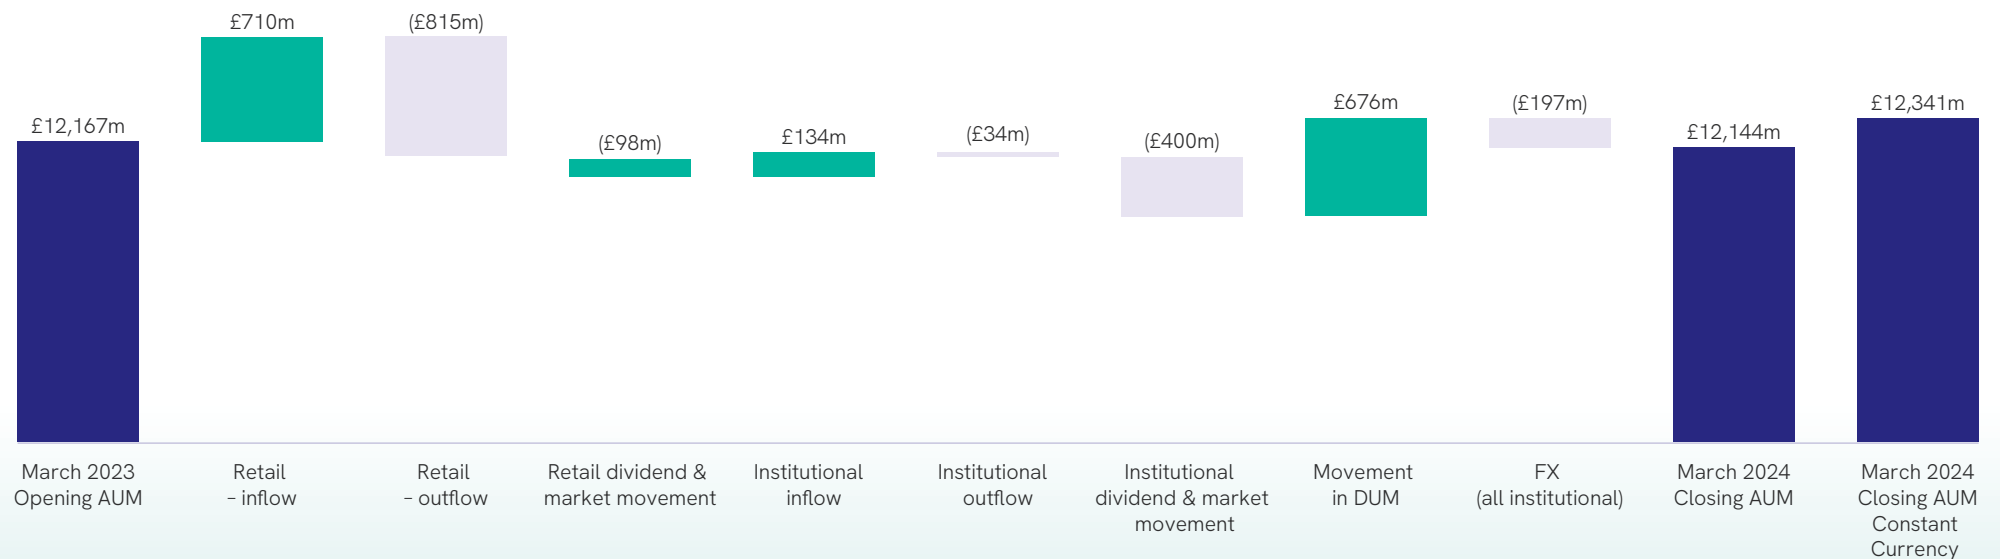 £12,167m
March 2023
Opening AUM
£710m
Retail
– inflow
(£815m)
Retail
– outflow
(£98m)
Retail dividend &
market movement
£134m
Institutional
inflow
(£34m)
Institutional
outflow
(£400m)
Institutional
dividend & market
movement
£676m
Movement
in DUM
(£197m)
FX
(all institutional)
£12,144m
March 2024
Closing AUM
£12,341m
March 2024
Closing AUM
Constant
Currency